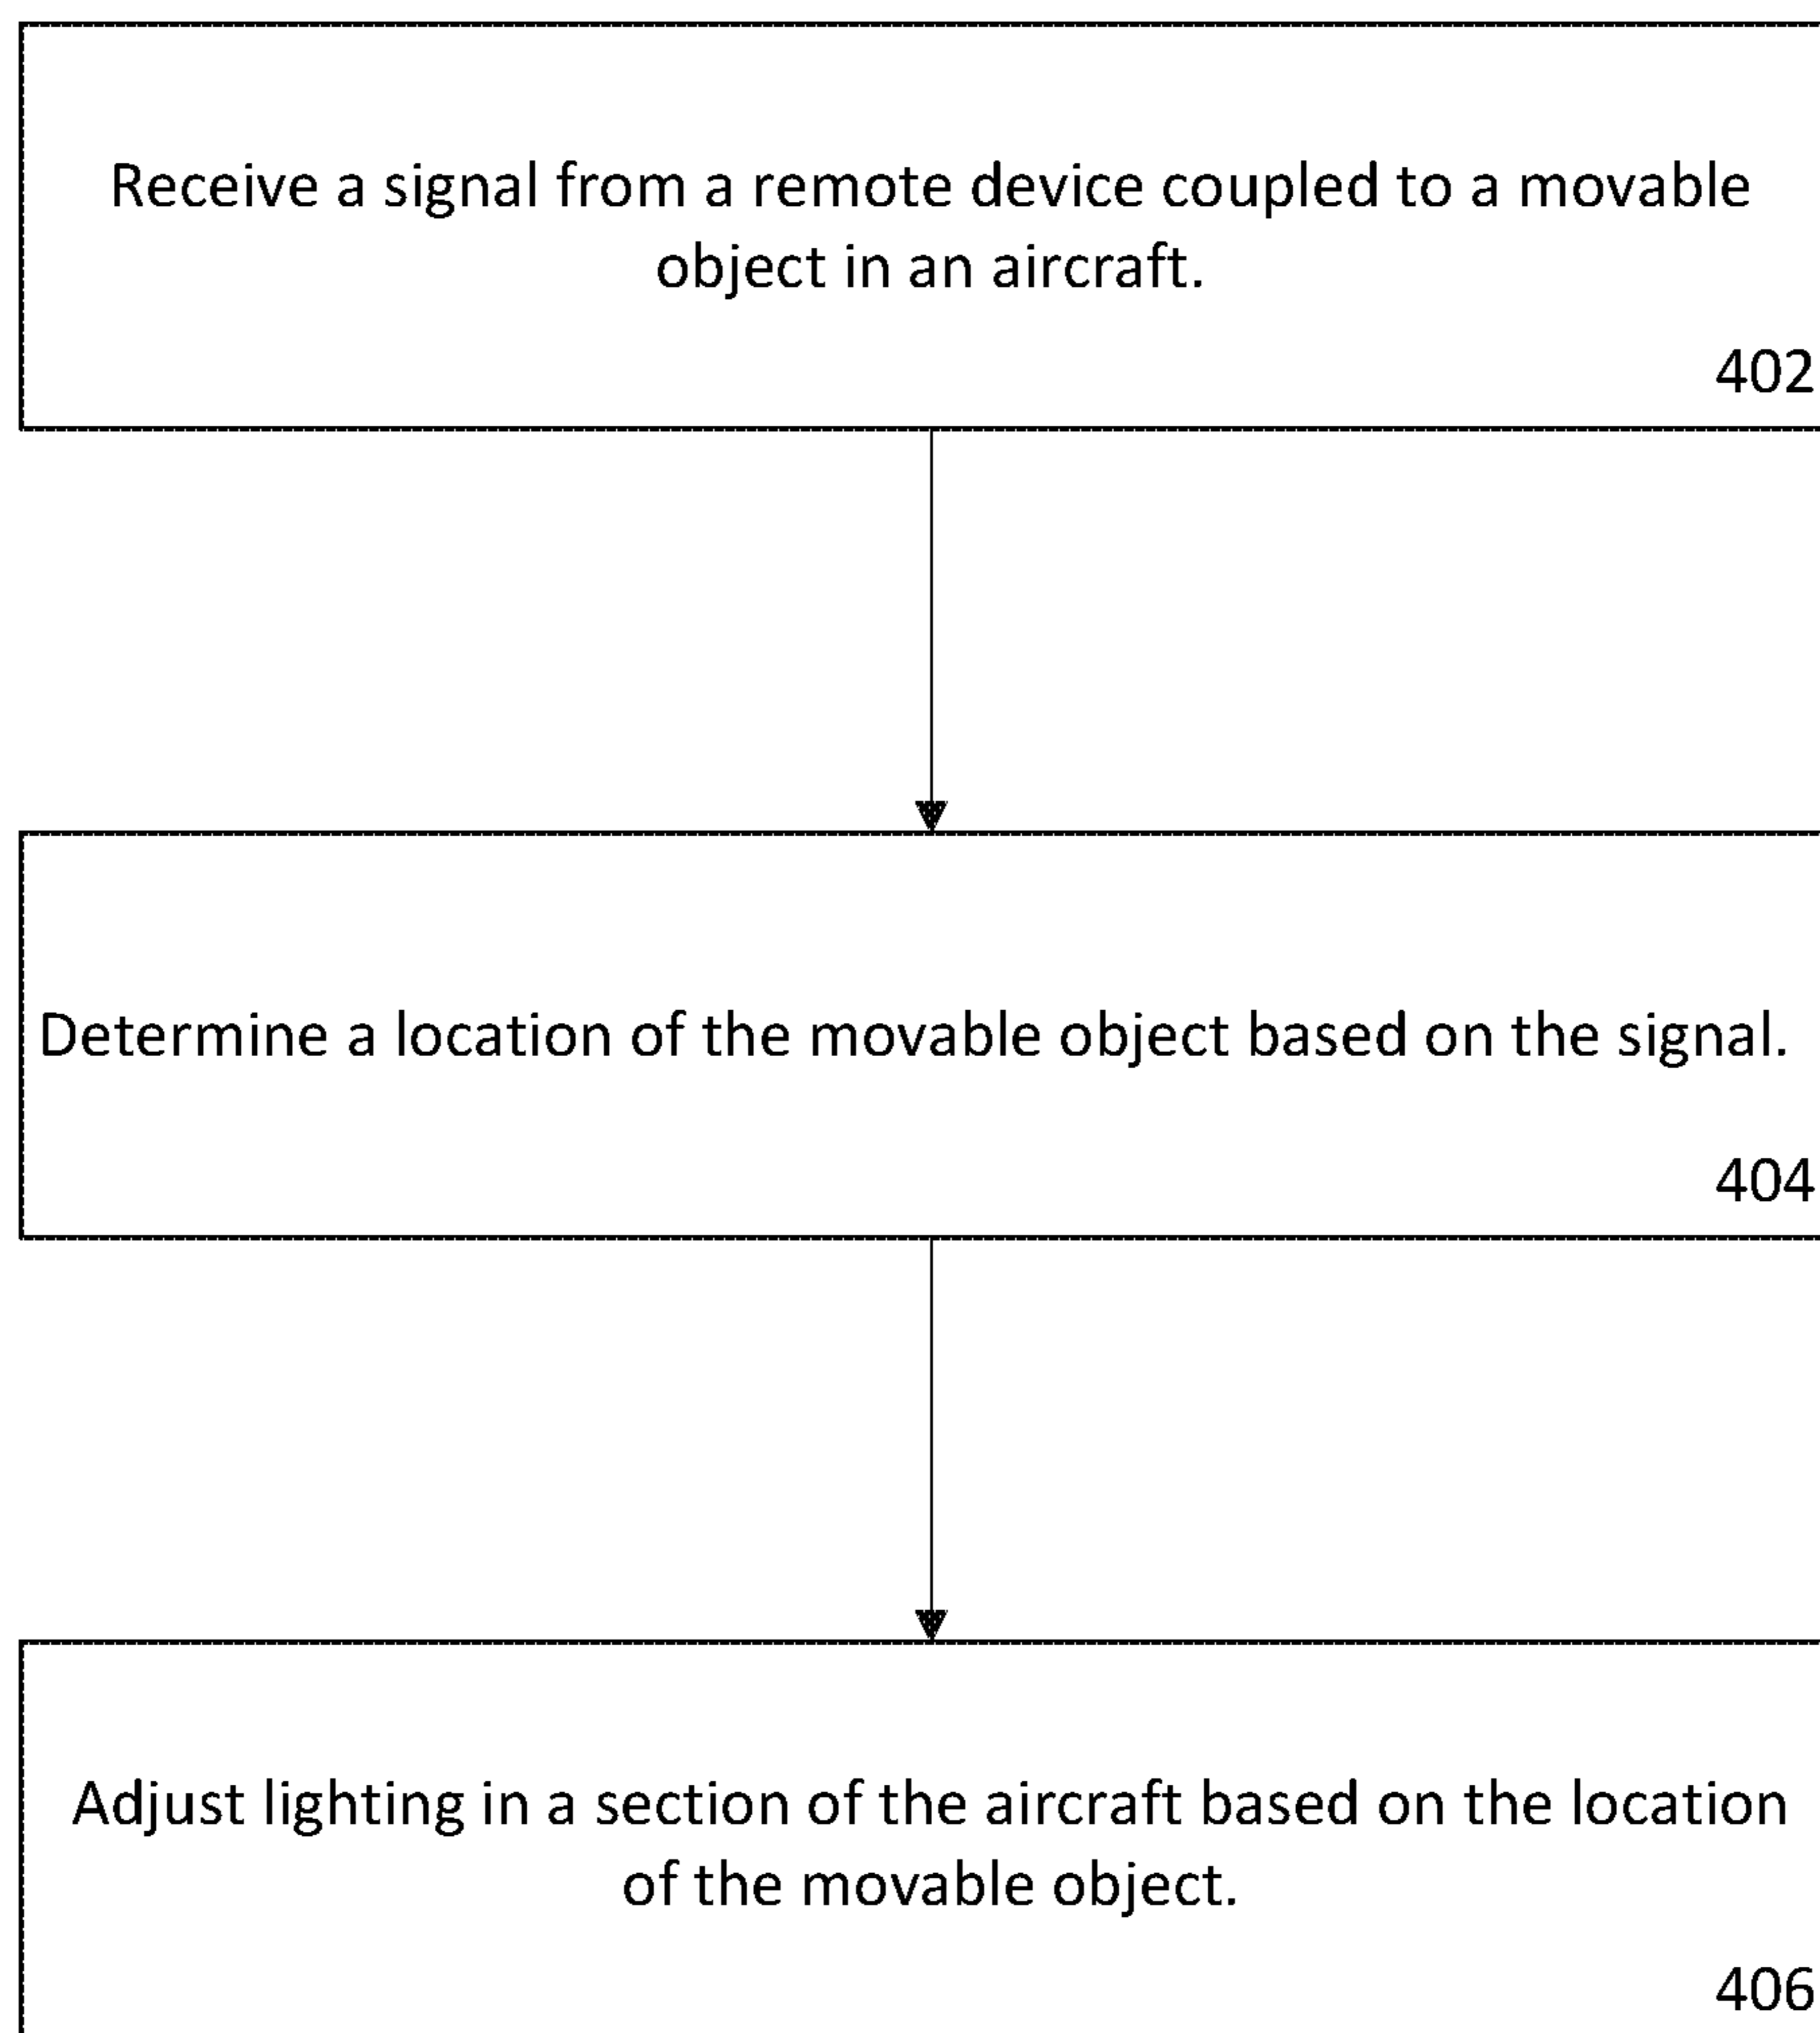 Receive a signal from a remote device coupled to a movable
object in an aircraft.
402
Determine a location of the movable object based on the signal.
404
Adjust lighting in a section of the aircraft based on the location
of the movable object.
406